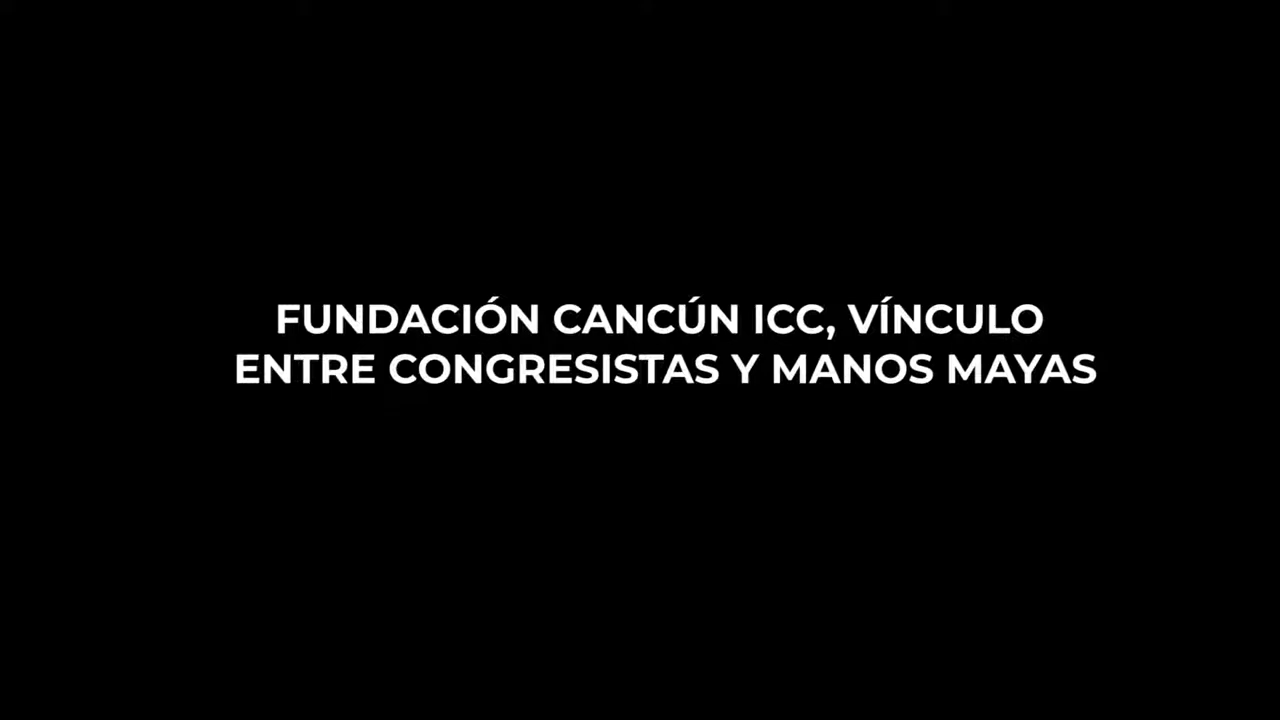 FUNDACIÓN CANCÚN ICC, VÍNCULO
ENTRE CONGRESISTAS Y MANOS MAYAS